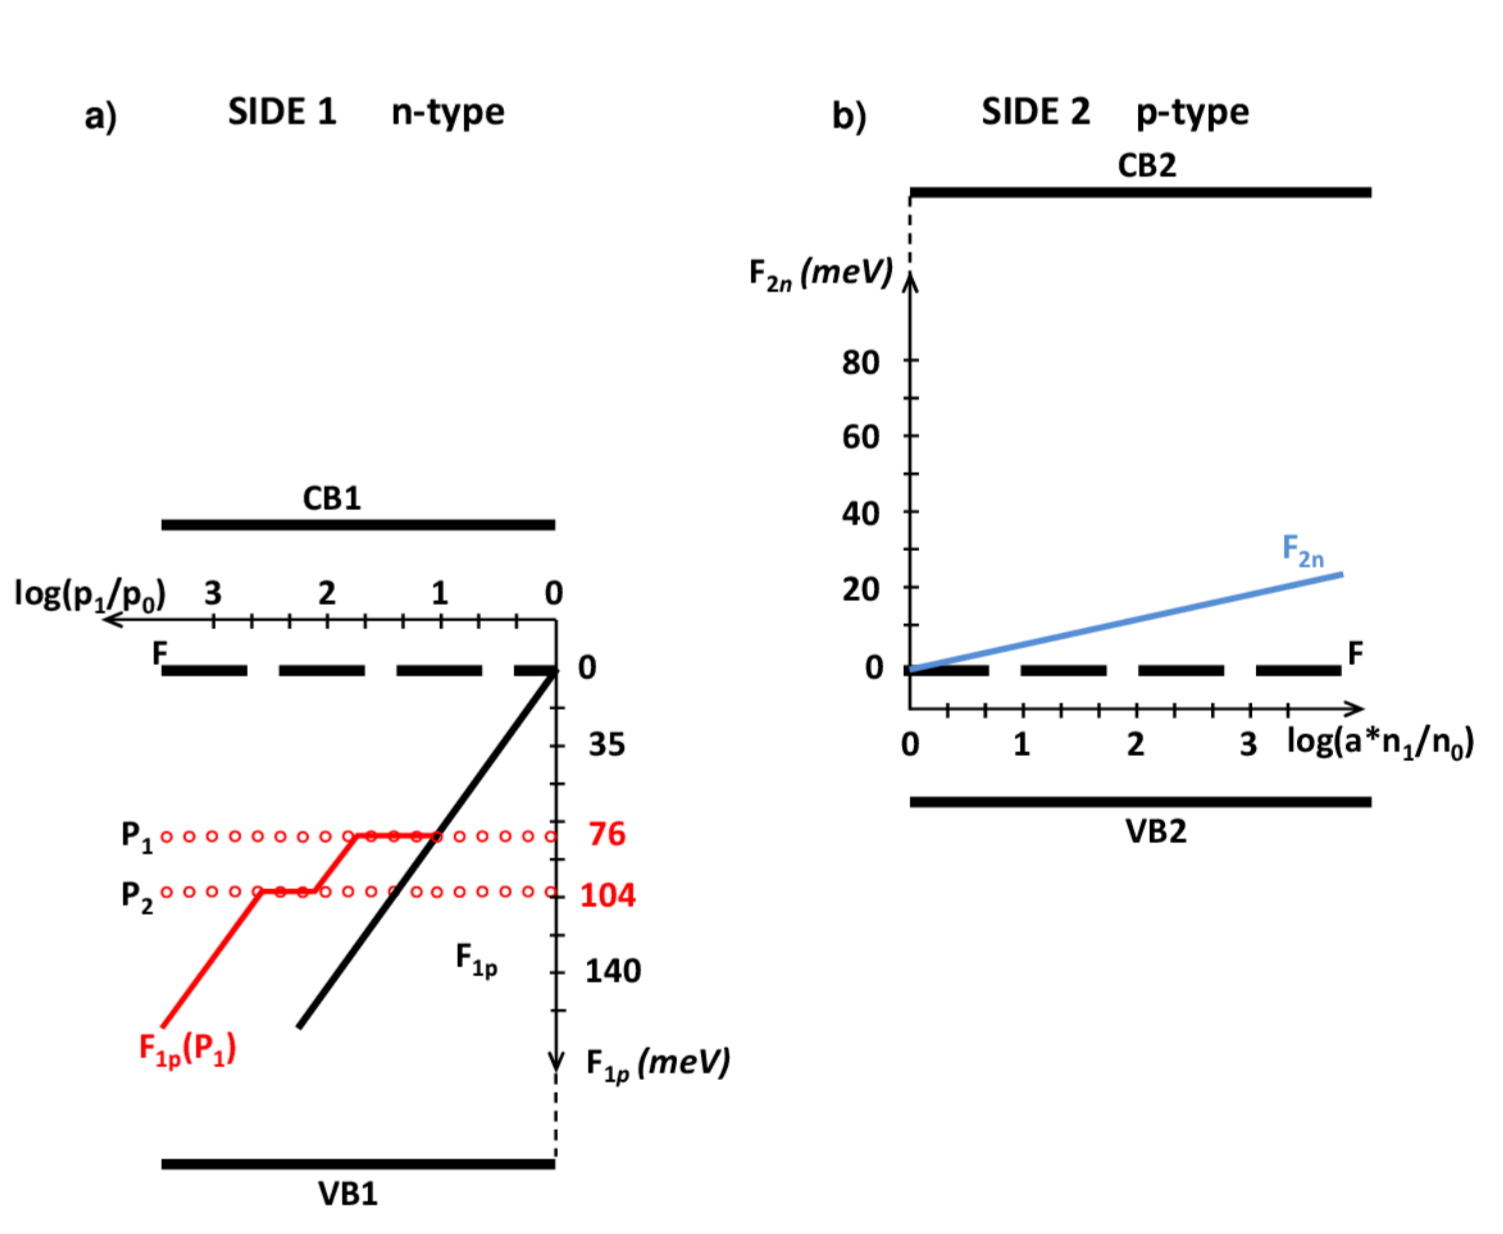 a) SIDE 1 n-type
CB1
log(p₁/p₀) 3 2 1 0
F
0
35
P₁ 76
P₂ 104
F₁ₚ
140
F₁ₚ(P₁)
F₁ₚ (meV)
VB1
b) SIDE 2 p-type
CB2
F₂ₙ (meV)
80
60
40
F₂ₙ
20
F
0
0 1 2 3 log(a*n₁/n₀)
VB2